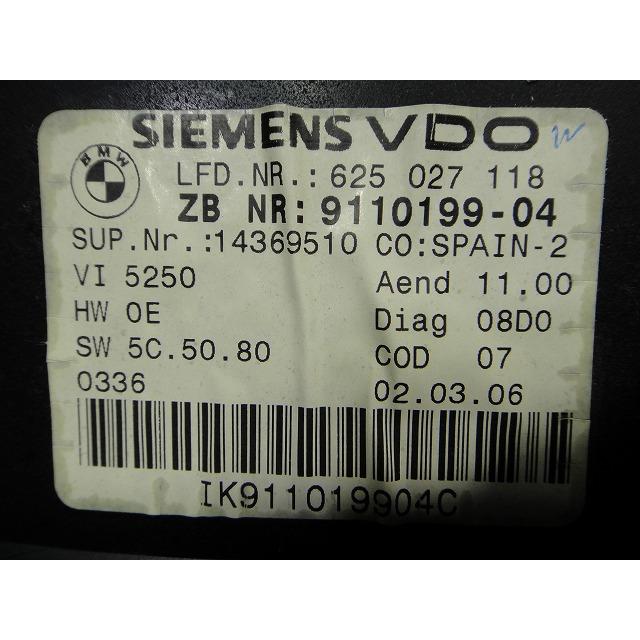 SIEMENS VDO
BMW
LFD.NR.:625 027 118
ZB NR:9110199-04
SUP.Nr.:14369510 CO:SPAIN-2
VI 5250 Aend 11.00
HW 0E Diag 08D0
SW 5C.50.80 COD 07
0336 02.03.06
IK911019904C